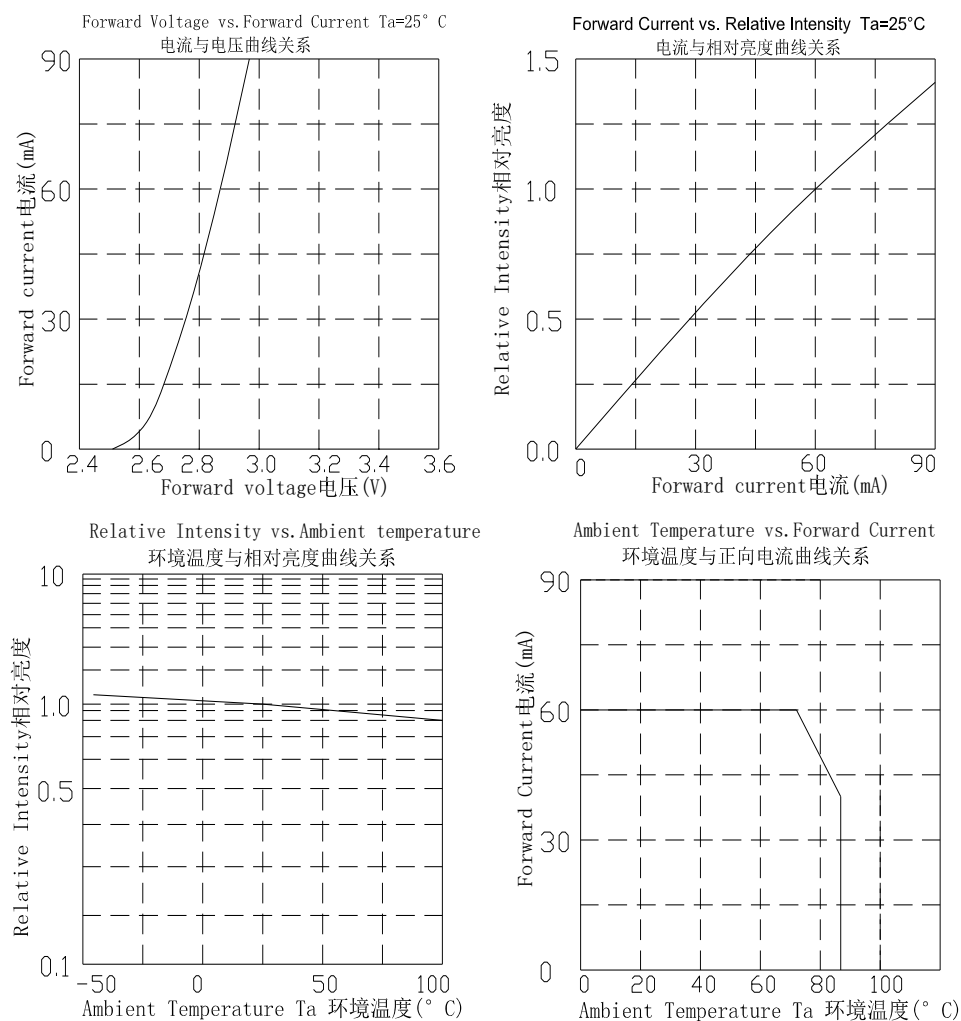 Forward Voltage vs.Forward Current Ta=25° C
电流与电压曲线关系
90
60
30
0
Forward current电流(mA)
2.4 2.6 2.8 3.0 3.2 3.4 3.6
Forward voltage电压(V)
Forward Current vs. Relative Intensity Ta=25°C
电流与相对亮度曲线关系
1.5
1.0
0.5
0.0
Relative Intensity相对亮度
0 30 60 90
Forward current电流(mA)
Relative Intensity vs.Ambient temperature
环境温度与相对亮度曲线关系
10
1.0
0.5
0.1
Relative Intensity相对亮度
-50 0 50 100
Ambient Temperature Ta 环境温度(° C)
Ambient Temperature vs.Forward Current
环境温度与正向电流曲线关系
90
60
30
0
Forward Current电流(mA)
0 20 40 60 80 100
Ambient Temperature Ta 环境温度(° C)